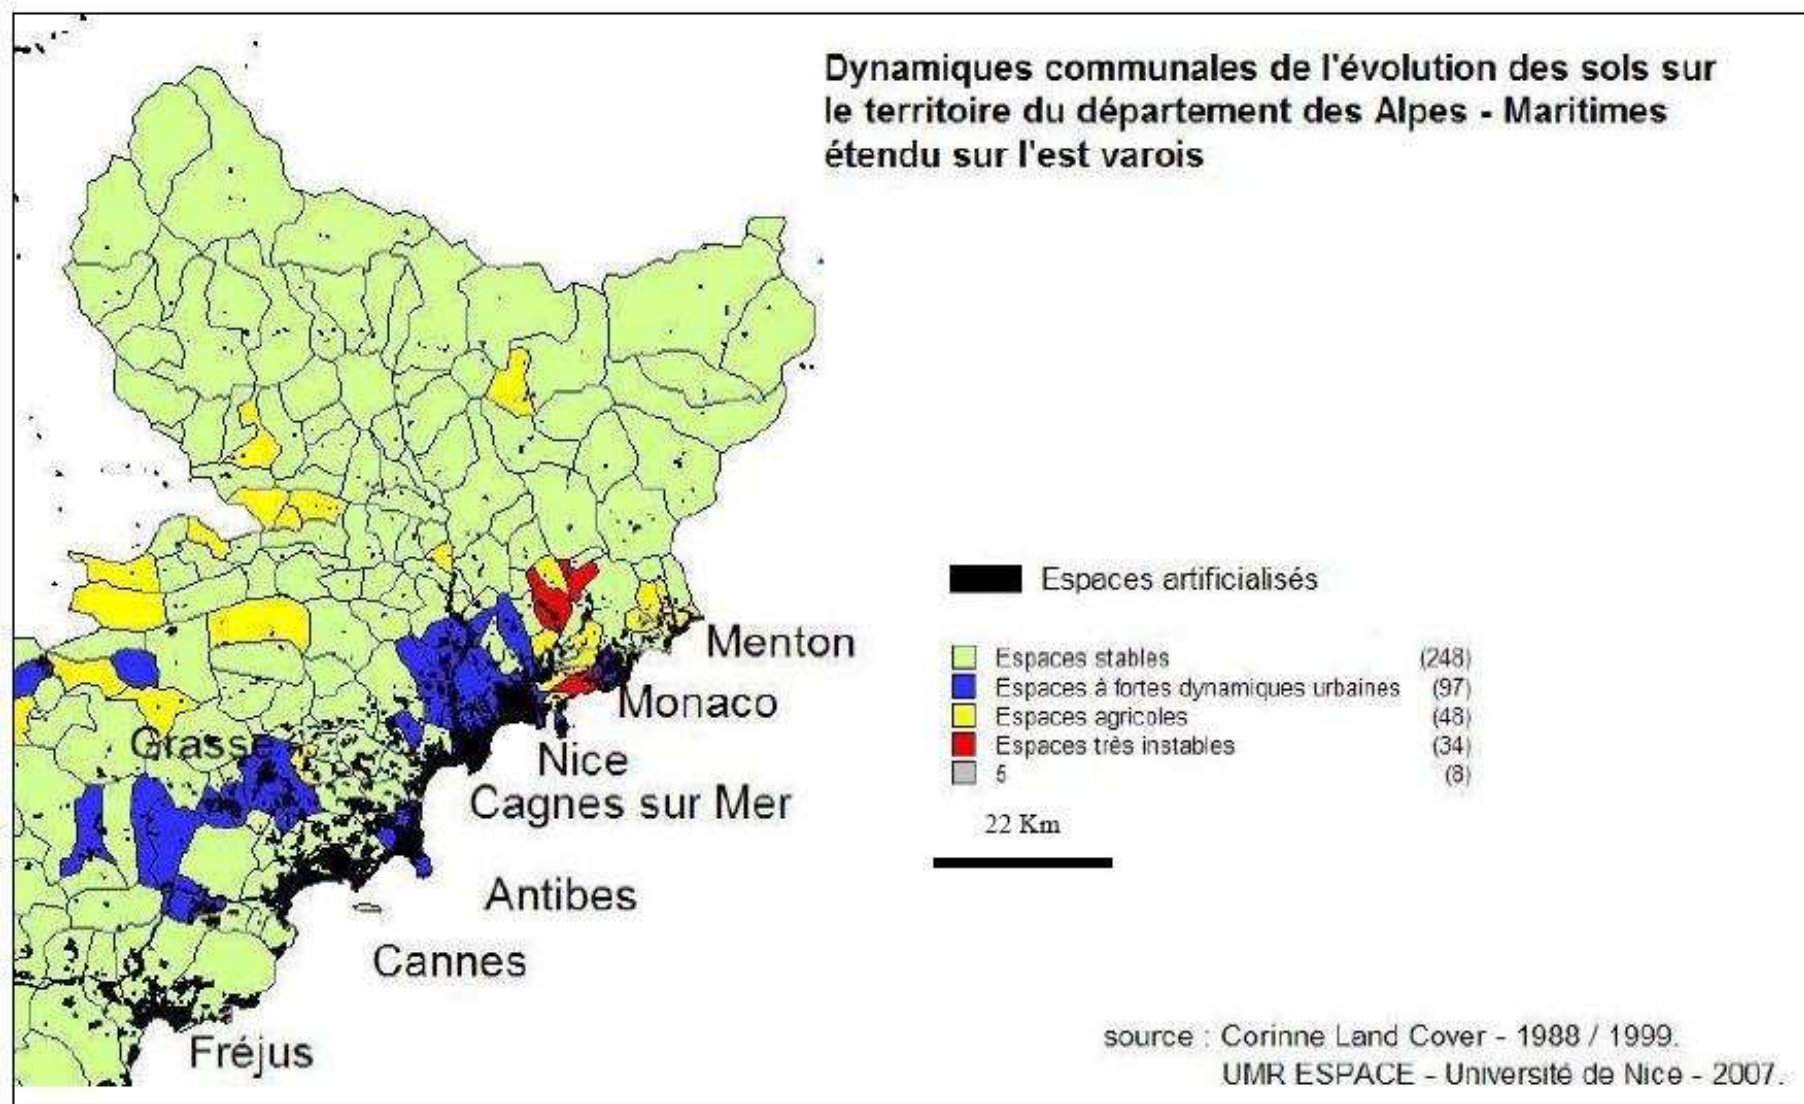 Dynamiques communales de l'évolution des sols sur
le territoire du département des Alpes - Maritimes
étendu sur l'est varois
Espaces artificialisés
Menton
Espaces stables (248)
Espaces à fortes dynamiques urbaines (97)
Monaco
Espaces agricoles (48)
Grasse
Espaces très instables (34)
Nice
5 (8)
Cagnes sur Mer
22 Km
Antibes
Cannes
Fréjus
source : Corinne Land Cover - 1988 / 1999.
UMR ESPACE - Université de Nice - 2007.